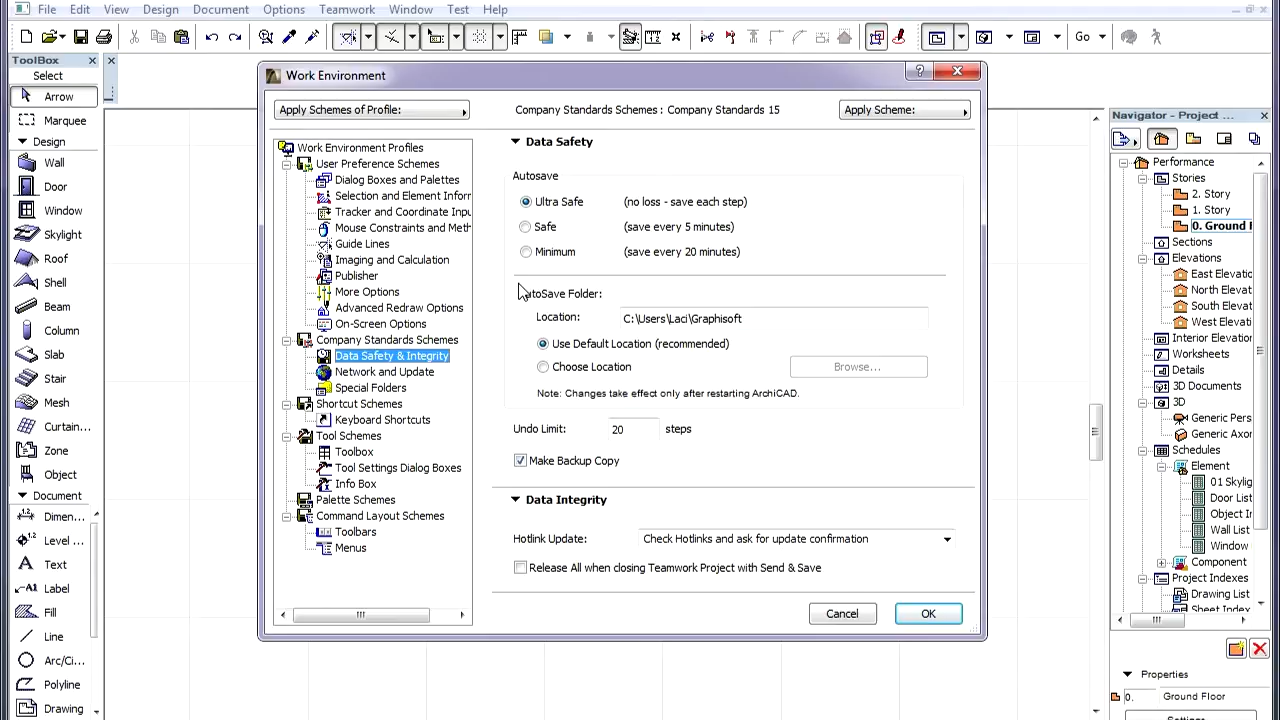 File Edit View Design Document Options Teamwork Window Test Help
Go
ToolBox
Select
Arrow
Marquee
Design
Wall
Door
Window
Skylight
Roof
Shell
Beam
Column
Slab
Stair
Mesh
Curtain...
Zone
Object
Document
Dimen...
Level ...
Text
Label
Fill
Line
Arc/Ci...
Polyline
Drawing
Work Environment
Apply Schemes of Profile:
Company Standards Schemes : Company Standards 15
Apply Scheme:
Work Environment Profiles
User Preference Schemes
Dialog Boxes and Palettes
Selection and Element Inforr
Tracker and Coordinate Inpu
Mouse Constraints and Meth
Guide Lines
Imaging and Calculation
Publisher
More Options
Advanced Redraw Options
On-Screen Options
Company Standards Schemes
Data Safety & Integrity
Network and Update
Special Folders
Shortcut Schemes
Keyboard Shortcuts
Tool Schemes
Toolbox
Tool Settings Dialog Boxes
Info Box
Palette Schemes
Command Layout Schemes
Toolbars
Menus
Data Safety
Autosave
Ultra Safe (no loss - save each step)
Safe (save every 5 minutes)
Minimum (save every 20 minutes)
AutoSave Folder:
Location: C:\Users\Laci\Graphisoft
Use Default Location (recommended)
Choose Location
Browse...
Note: Changes take effect only after restarting ArchiCAD.
Undo Limit: 20 steps
Make Backup Copy
Data Integrity
Hotlink Update: Check Hotlinks and ask for update confirmation
Release All when closing Teamwork Project with Send & Save
Cancel OK
Navigator - Project ...
Performance
Stories
2. Story
1. Story
0. Ground F
Sections
Elevations
East Elevatic
North Elevat
South Elevat
West Elevati
Interior Elevation
Worksheets
Details
3D Documents
3D
Generic Pers
Generic Axor
Schedules
Element
01 Skylig
Door List
Object In
Wall List
Window
Component
Project Indexes
Drawing List
Sheet Index
Properties
0. Ground Floor
Settings...